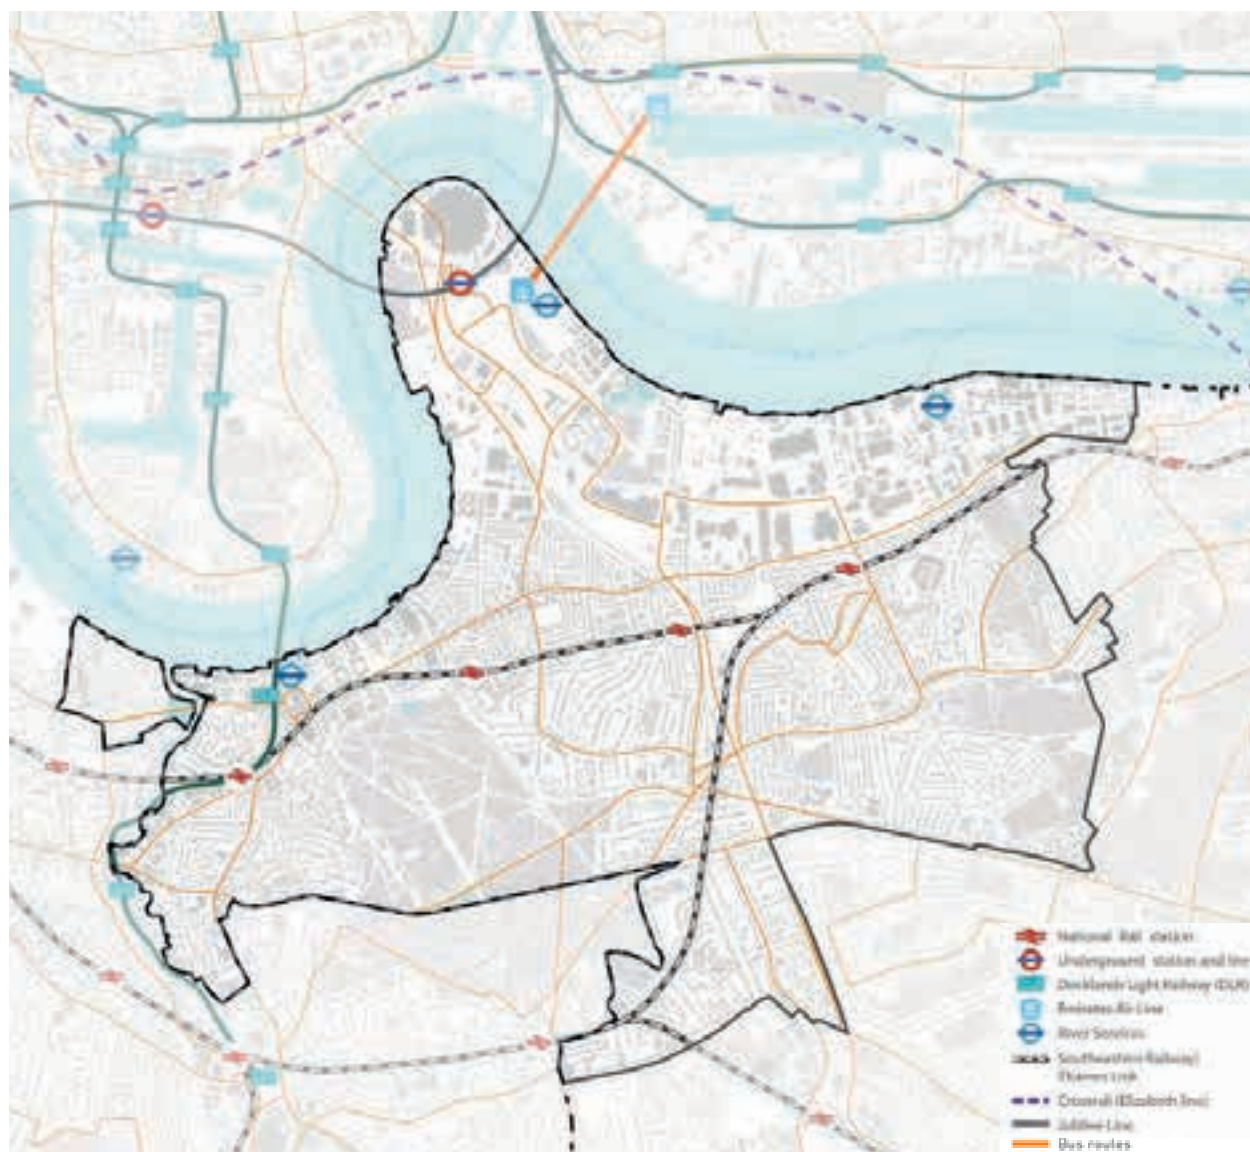 National Rail station
Underground station and line
Docklands Light Railway (DLR)
Emirates Air Line
River Services
Southeastern Railway/
Thames Link
Crossrail (Elizabeth line)
Jubilee Line
Bus routes